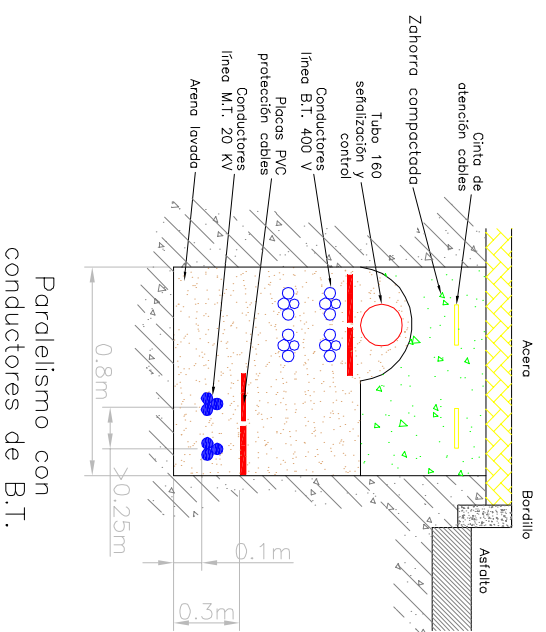 Acera
Bordillo
Asfalto
Cinta de
atención cables
Zahorra compactada
Tubo 160
señalización y
control
Conductores
línea B.T. 400 V
Placas PVC
protección cables
Conductores
línea M.T. 20 KV
Arena lavada
0.8m
>0.25m
0.1m
0.3m
Paralelismo con
conductores de B.T.